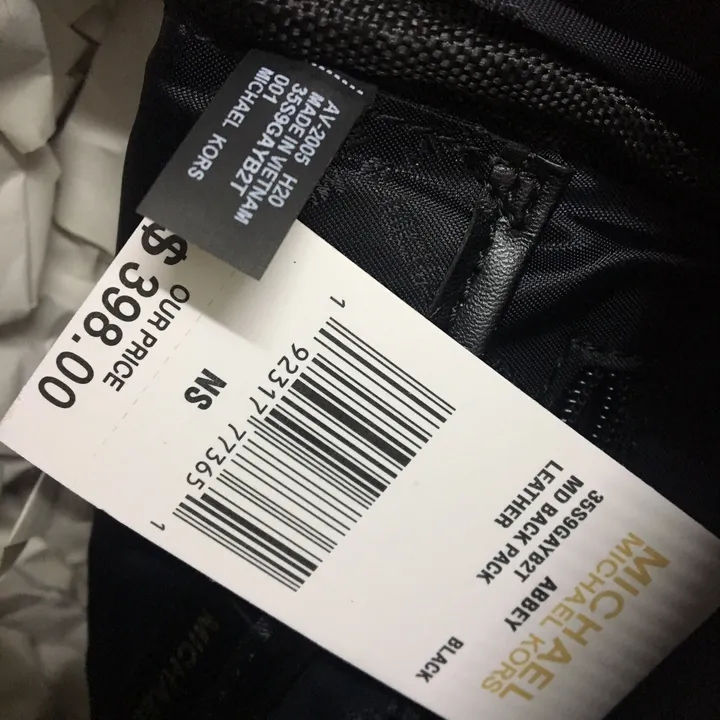 AV-2005 H20
MADE IN VIETNAM
35S9GAYB2T
001
MICHAEL KORS
MICHAEL
MICHAEL KORS
35S9GAYB2T ABBEY
MD BACK PACK
LEATHER
BLACK
1 92317 77365 1
NS
OUR PRICE
$ 398.00
MICHAEL